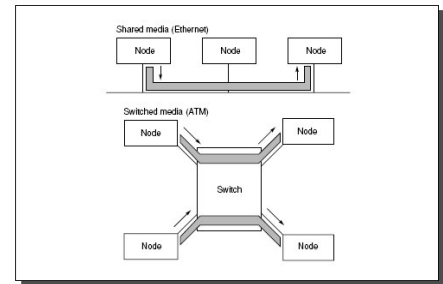 Shared media (Ethernet)
Node Node Node
Switched media (ATM)
Node Node
Switch
Node Node